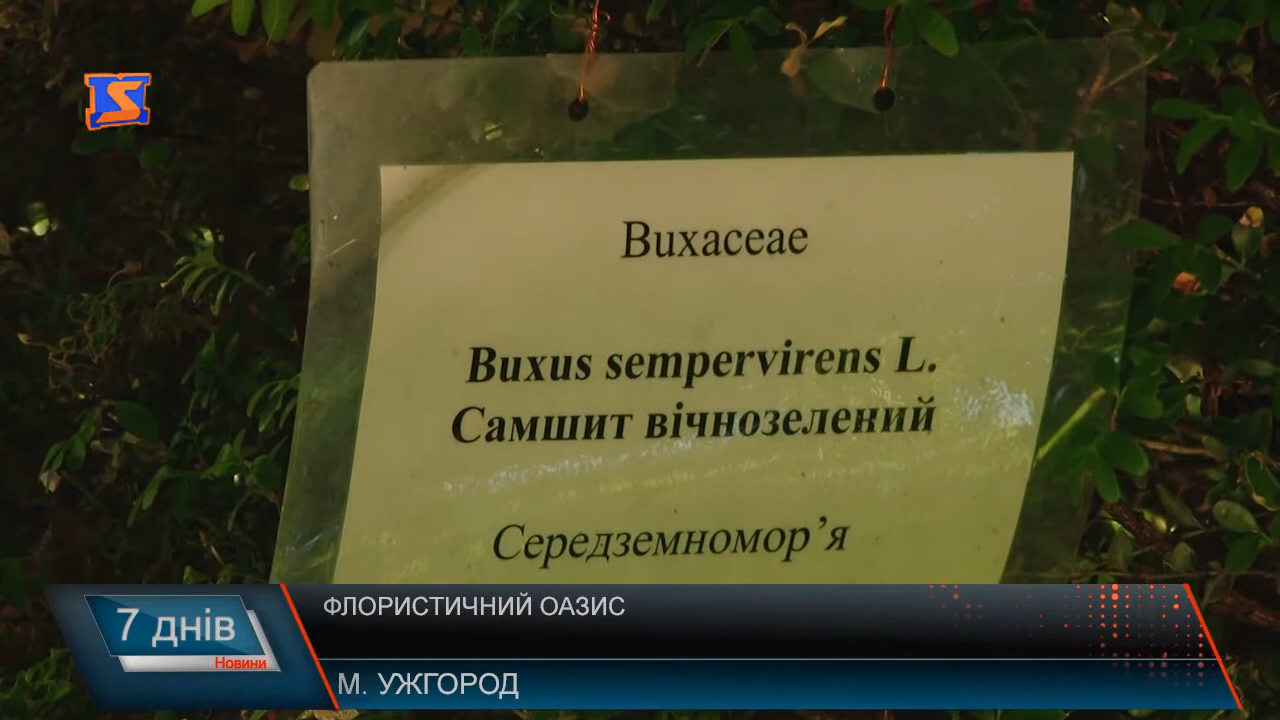 Buxaceae
Buxus sempervirens L.
Самшит вічнозелений
Середземномор’я
7 днів
Новини
ФЛОРИСТИЧНИЙ ОАЗИС
М. УЖГОРОД